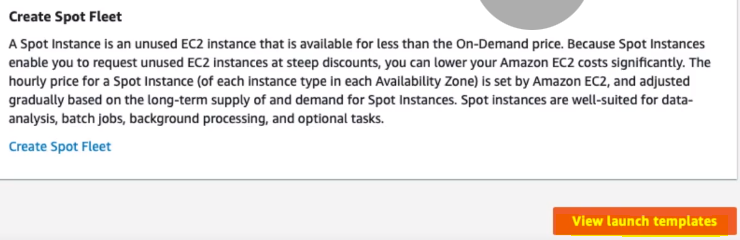 Create Spot Fleet
A Spot Instance is an unused EC2 instance that is available for less than the On-Demand price. Because Spot Instances
enable you to request unused EC2 instances at steep discounts, you can lower your Amazon EC2 costs significantly. The
hourly price for a Spot Instance (of each instance type in each Availability Zone) is set by Amazon EC2, and adjusted
gradually based on the long-term supply of and demand for Spot Instances. Spot instances are well-suited for data-
analysis, batch jobs, background processing, and optional tasks.
Create Spot Fleet
View launch templates